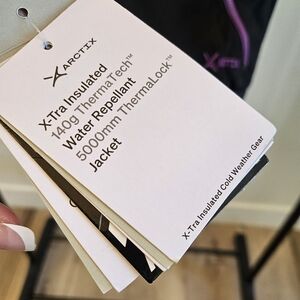 ARCTIX
X-Tra Insulated
140g ThermaTech™
Water Repellant
5000mm ThermaLock™
Jacket
X-Tra Insulated Cold Weather Gear